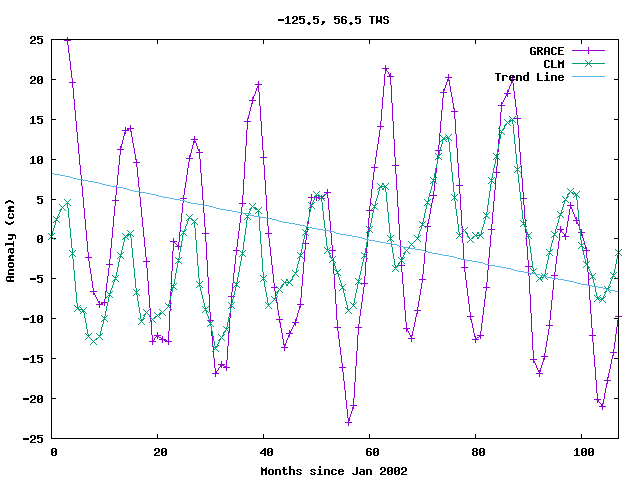 -125.5, 56.5 TWS
GRACE
CLM
Trend Line
25
20
15
10
5
0
-5
-10
-15
-20
-25
Anomaly (cm)
0 20 40 60 80 100
Months since Jan 2002